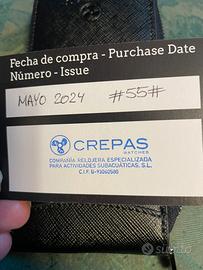 Fecha de compra - Purchase Date
Número - Issue
MAYO 2024 #55#
CREPAS
WATCHES
COMPAÑÍA RELOJERA ESPECIALIZADA
PARA ACTIVIDADES SUBACUÁTICAS, S.L.
subito